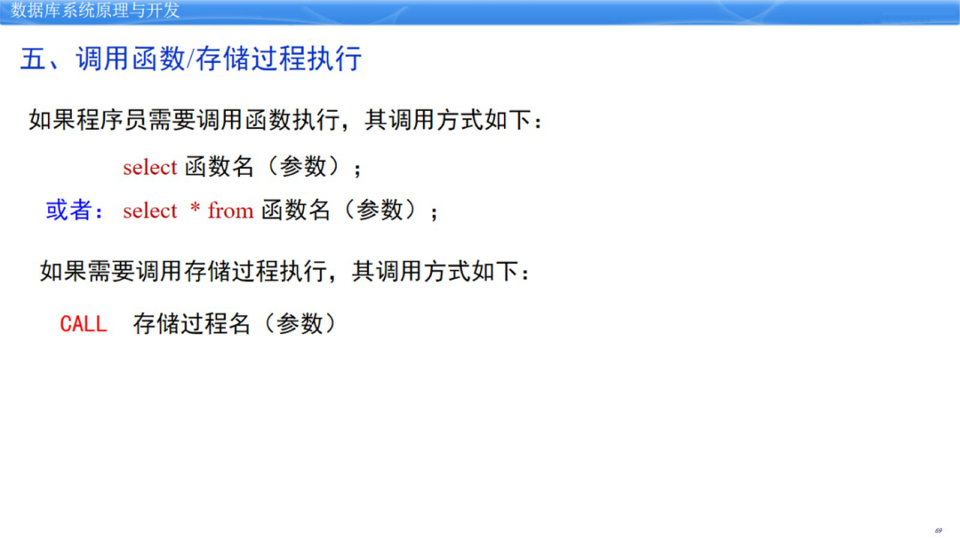 数据库系统原理与开发
五、调用函数/存储过程执行
如果程序员需要调用函数执行，其调用方式如下：
select 函数名（参数）；
或者： select * from 函数名（参数）；
如果需要调用存储过程执行，其调用方式如下：
CALL 存储过程名（参数）
69